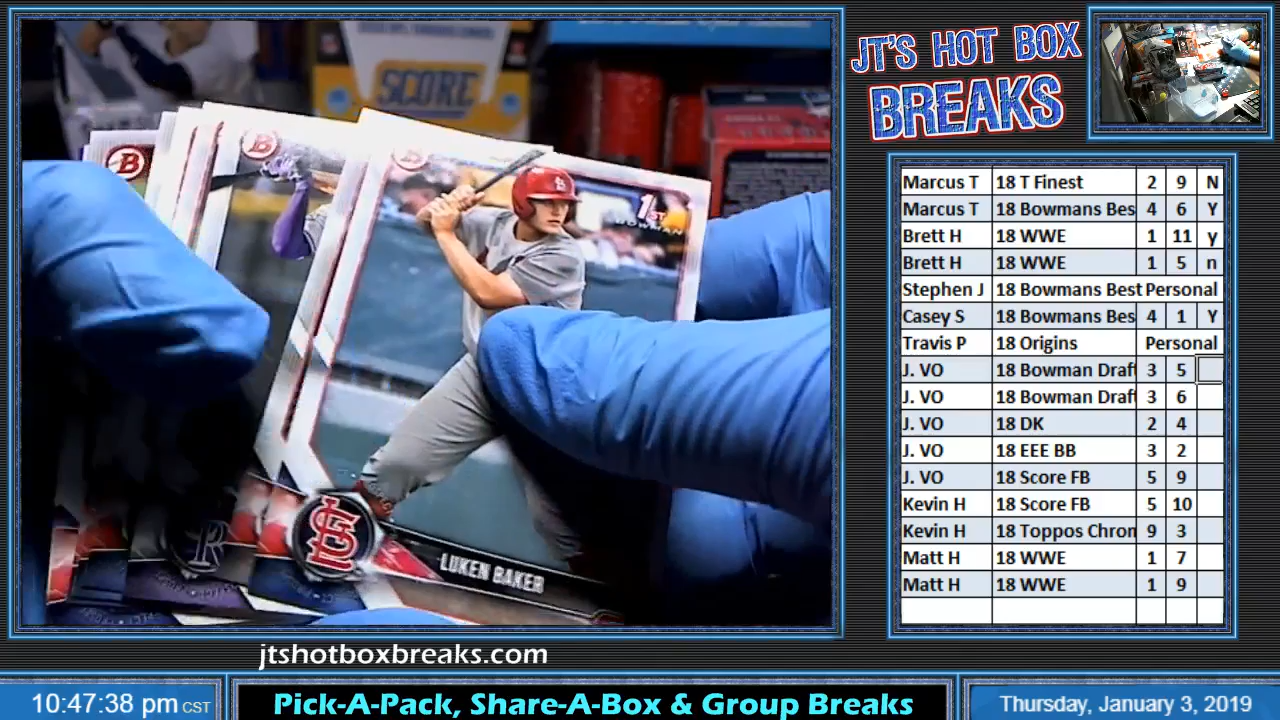 SCORE
B
B
B
1ST
BOWMAN
LUKEN BAKER
JT'S HOT BOX
BREAKS
Marcus T 18 T Finest 2 9 N
Marcus T 18 Bowmans Bes 4 6 Y
Brett H 18 WWE 1 11 y
Brett H 18 WWE 1 5 n
Stephen J 18 Bowmans Best Personal
Casey S 18 Bowmans Bes 4 1 Y
Travis P 18 Origins Personal
J. VO 18 Bowman Draft 3 5
J. VO 18 Bowman Draft 3 6
J. VO 18 DK 2 4
J. VO 18 EEE BB 3 2
J. VO 18 Score FB 5 9
Kevin H 18 Score FB 5 10
Kevin H 18 Toppos Chrom 9 3
Matt H 18 WWE 1 7
Matt H 18 WWE 1 9
jtshotboxbreaks.com
10:47:38 pm CST
Pick-A-Pack, Share-A-Box & Group Breaks
Thursday, January 3, 2019